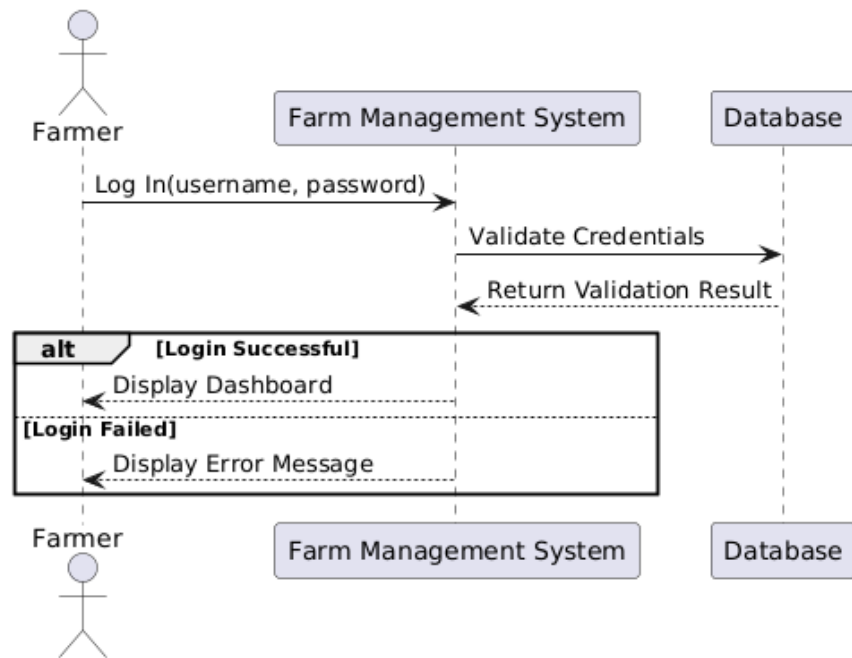 Farmer
Farm Management System
Database
Log In(username, password)
Validate Credentials
Return Validation Result
alt [Login Successful]
Display Dashboard
[Login Failed]
Display Error Message
Farmer
Farm Management System
Database